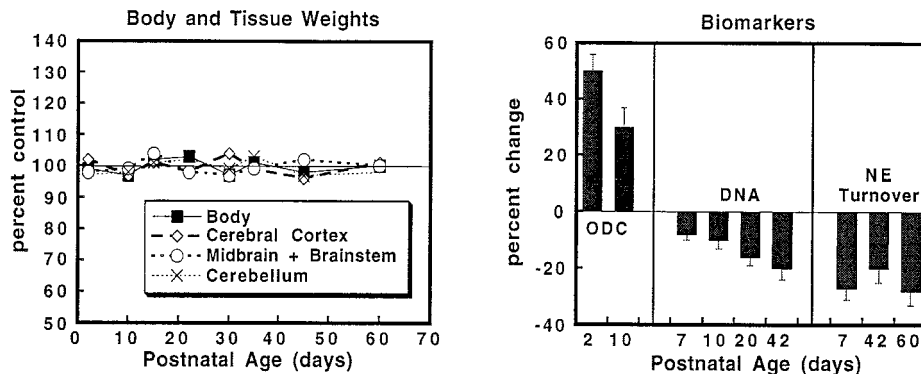 Body and Tissue Weights
percent control
140
130
120
110
100
90
80
70
60
50
Body
Cerebral Cortex
Midbrain + Brainstem
Cerebellum
0 10 20 30 40 50 60 70
Postnatal Age (days)
Biomarkers
percent change
60
40
20
0
-20
-40
ODC
DNA
NE
Turnover
2 10 7 10 20 42 7 42 60
Postnatal Age (days)